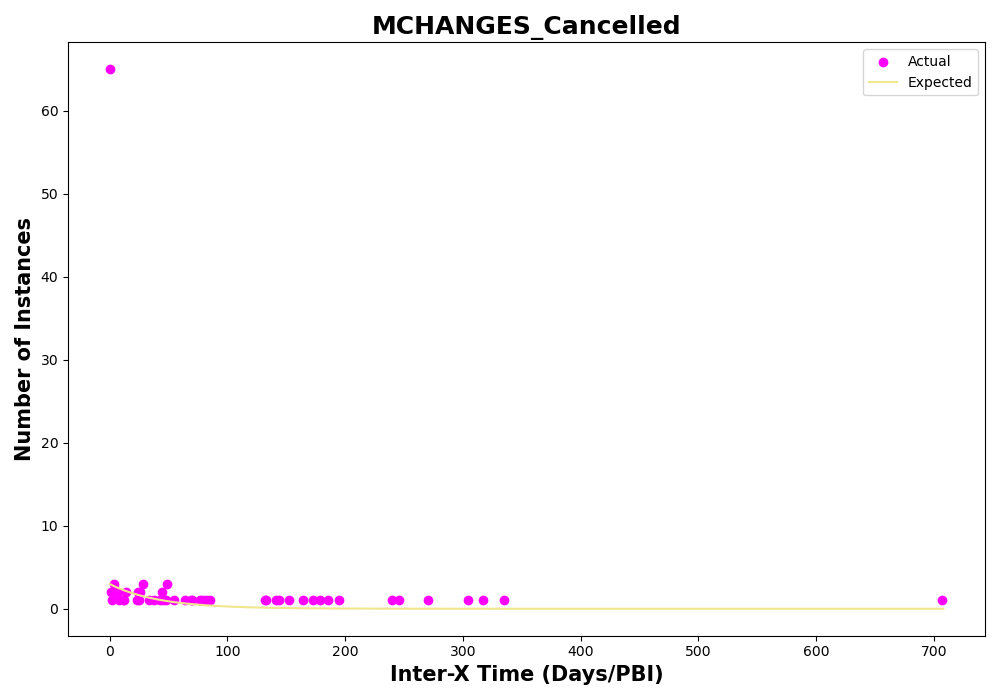 MCHANGES_Cancelled
Actual
Expected
60
50
40
30
20
10
0
Number of Instances
0 100 200 300 400 500 600 700
Inter-X Time (Days/PBI)